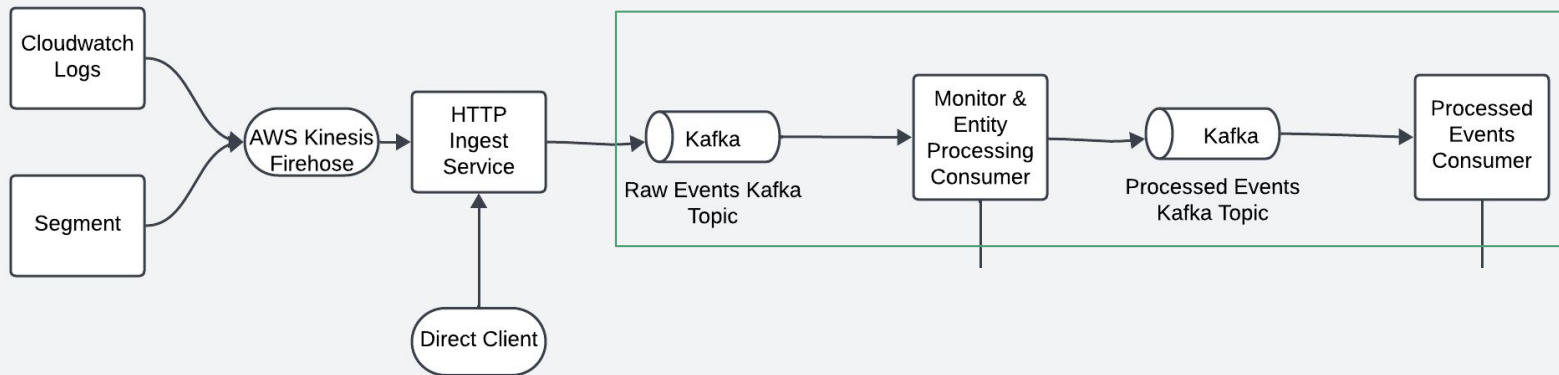 Cloudwatch
Logs
Segment
AWS Kinesis
Firehose
HTTP
Ingest
Service
Direct Client
Kafka
Raw Events Kafka
Topic
Monitor &
Entity
Processing
Consumer
Kafka
Processed Events
Kafka Topic
Processed
Events
Consumer